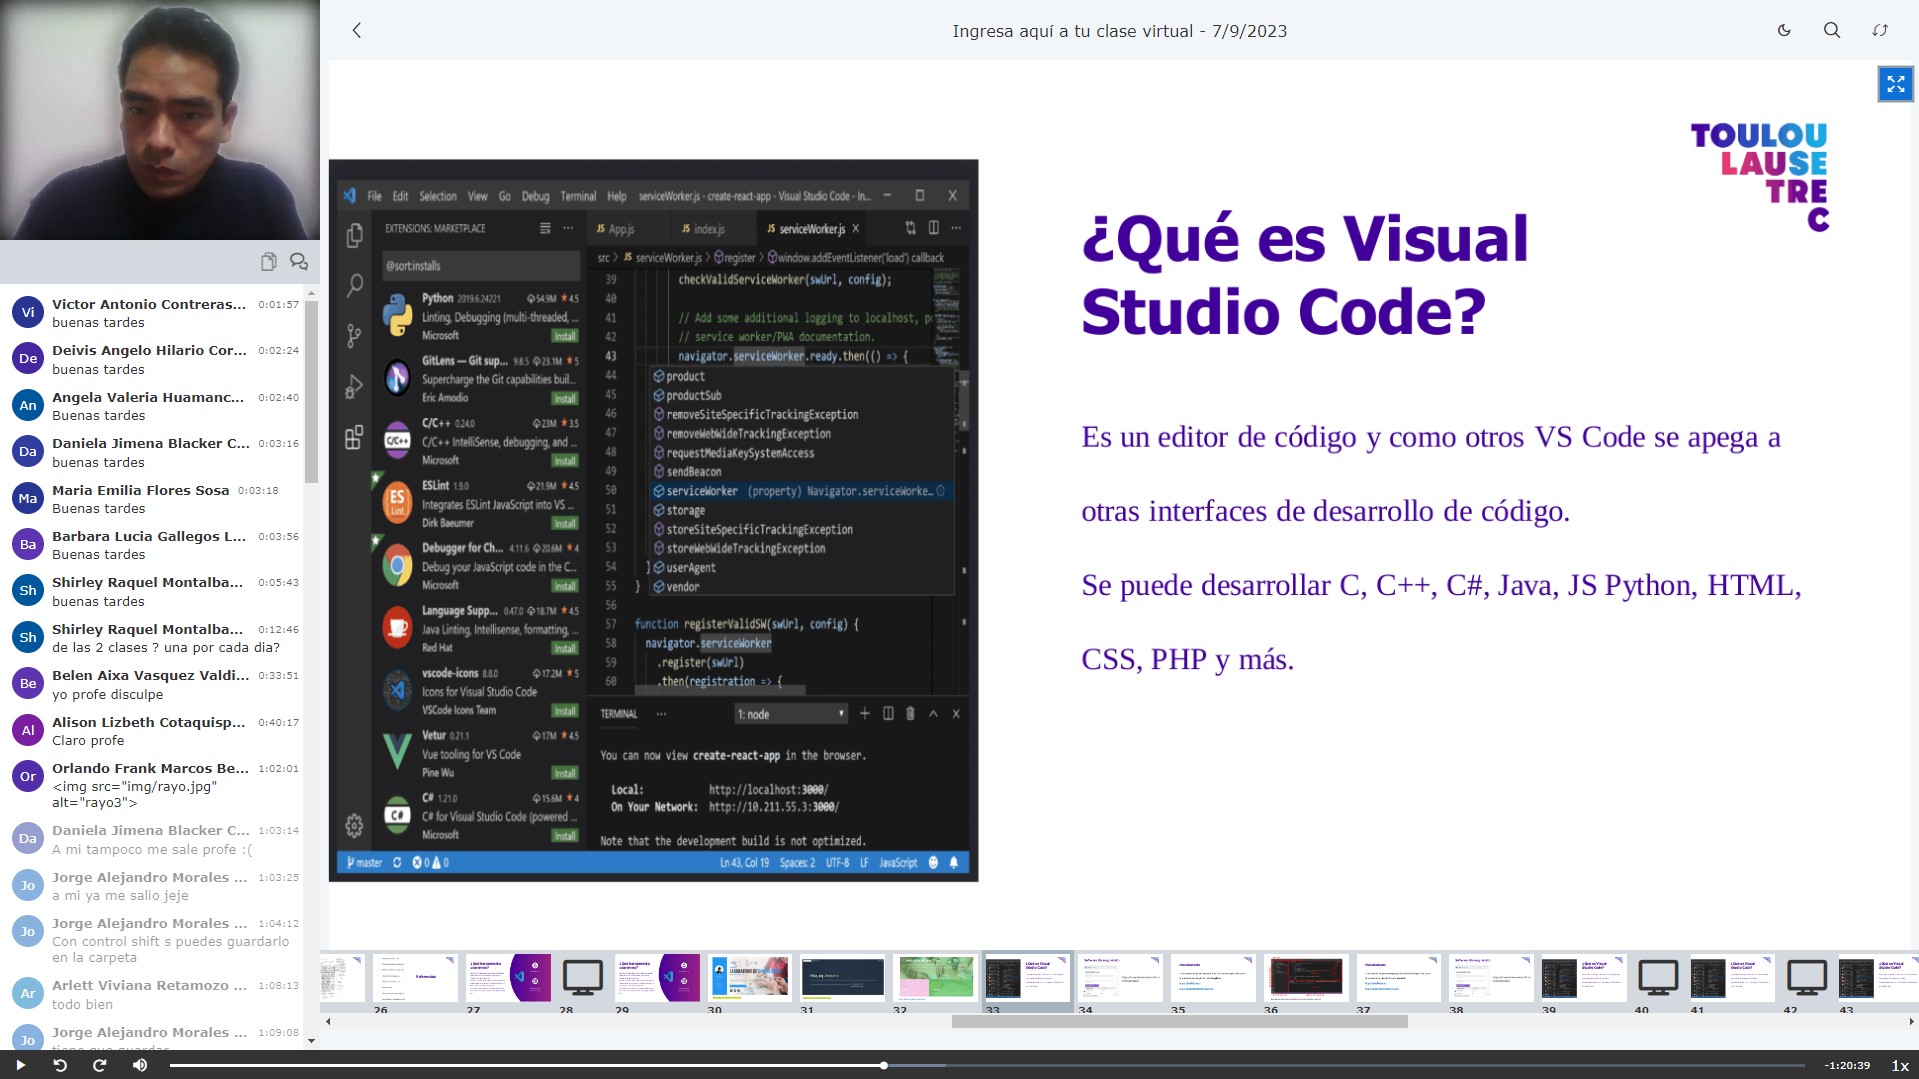 Ingresa aquí a tu clase virtual - 7/9/2023
Vi
Victor Antonio Contreras... 0:01:57
buenas tardes
De
Deivis Angelo Hilario Cor... 0:02:24
buenas tardes
An
Angela Valeria Huamanc... 0:02:40
Buenas tardes
Da
Daniela Jimena Blacker C... 0:03:16
buenas tardes
Ma
Maria Emilia Flores Sosa 0:03:18
Buenas tardes
Ba
Barbara Lucia Gallegos L... 0:03:56
Buenas tardes
Sh
Shirley Raquel Montalba... 0:05:43
buenas tardes
Sh
Shirley Raquel Montalba... 0:12:46
de las 2 clases ? una por cada dia?
Be
Belen Aixa Vasquez Valdi... 0:33:51
yo profe disculpe
Al
Alison Lizbeth Cotaquisp... 0:40:17
Claro profe
Or
Orlando Frank Marcos Be... 1:02:01
<img src="img/rayo.jpg"
alt="rayo3">
Da
Daniela Jimena Blacker C... 1:03:14
A mi tampoco me sale profe :(
Jo
Jorge Alejandro Morales ... 1:03:25
a mi ya me salio jeje
Jo
Jorge Alejandro Morales ... 1:04:12
Con control shift s puedes guardarlo
en la carpeta
Ar
Arlett Viviana Retamozo ... 1:08:13
todo bien
Jo
Jorge Alejandro Morales ... 1:09:08
File Edit Selection View Go Debug Terminal Help serviceWorker.js - create-react-app - Visual Studio Code - In...
EXTENSIONS: MARKETPLACE
@sort:installs
Python 2019.6.24221 54.9M ★ 4.5
Linting, Debugging (multi-threaded, ...
Microsoft Install
GitLens — Git sup... 9.8.5 23.1M ★ 5
Supercharge the Git capabilities buil...
Eric Amodio Install
C/C++ 0.24.0 23M ★ 3.5
C/C++ IntelliSense, debugging, and ...
Microsoft Install
ESLint 1.9.0 21.9M ★ 4.5
Integrates ESLint JavaScript into VS ...
Dirk Baeumer Install
Debugger for Ch... 4.11.6 20.6M ★ 4
Debug your JavaScript code in the C...
Microsoft Install
Language Supp... 0.47.0 18.7M ★ 4.5
Java Linting, Intellisense, formatting, ...
Red Hat Install
vscode-icons 8.8.0 17.2M ★ 5
Icons for Visual Studio Code
VSCode Icons Team Install
Vetur 0.21.1 17M ★ 4.5
Vue tooling for VS Code
Pine Wu Install
C# 1.21.0 15.6M ★ 4
C# for Visual Studio Code (powered ...
Microsoft Install
JS App.js JS index.js JS serviceWorker.js
src > JS serviceWorker.js > register > window.addEventListener('load') callback
39 checkValidServiceWorker(swUrl, config);
40
41 // Add some additional logging to localhost, po
42 // service worker/PWA documentation.
43 navigator.serviceWorker.ready.then(() => {
44 product
45 productSub
46 removeSiteSpecificTrackingException
47 removeWebWideTrackingException
48 requestMediaKeySystemAccess
49 sendBeacon
50 serviceWorker (property) Navigator.serviceWorke...
51 storage
52 storeSiteSpecificTrackingException
53 storeWebWideTrackingException
54 } userAgent
55 } vendor
56
57 function registerValidSW(swUrl, config) {
58 navigator.serviceWorker
59 .register(swUrl)
60 .then(registration => {
TERMINAL ... 1: node
You can now view create-react-app in the browser.
Local: http://localhost:3000/
On Your Network: http://10.211.55.3:3000/
Note that the development build is not optimized.
master 0 0 Ln 43, Col 19 Spaces: 2 UTF-8 LF JavaScript
TOULOU
LAUSE
TRE
C
¿Qué es Visual
Studio Code?
Es un editor de código y como otros VS Code se apega a
otras interfaces de desarrollo de código.
Se puede desarrollar C, C++, C#, Java, JS Python, HTML,
CSS, PHP y más.
26 27 28 29 30 31 32 33 34 35 36 37 38 39 40 41 42 43
-1:20:39 1x